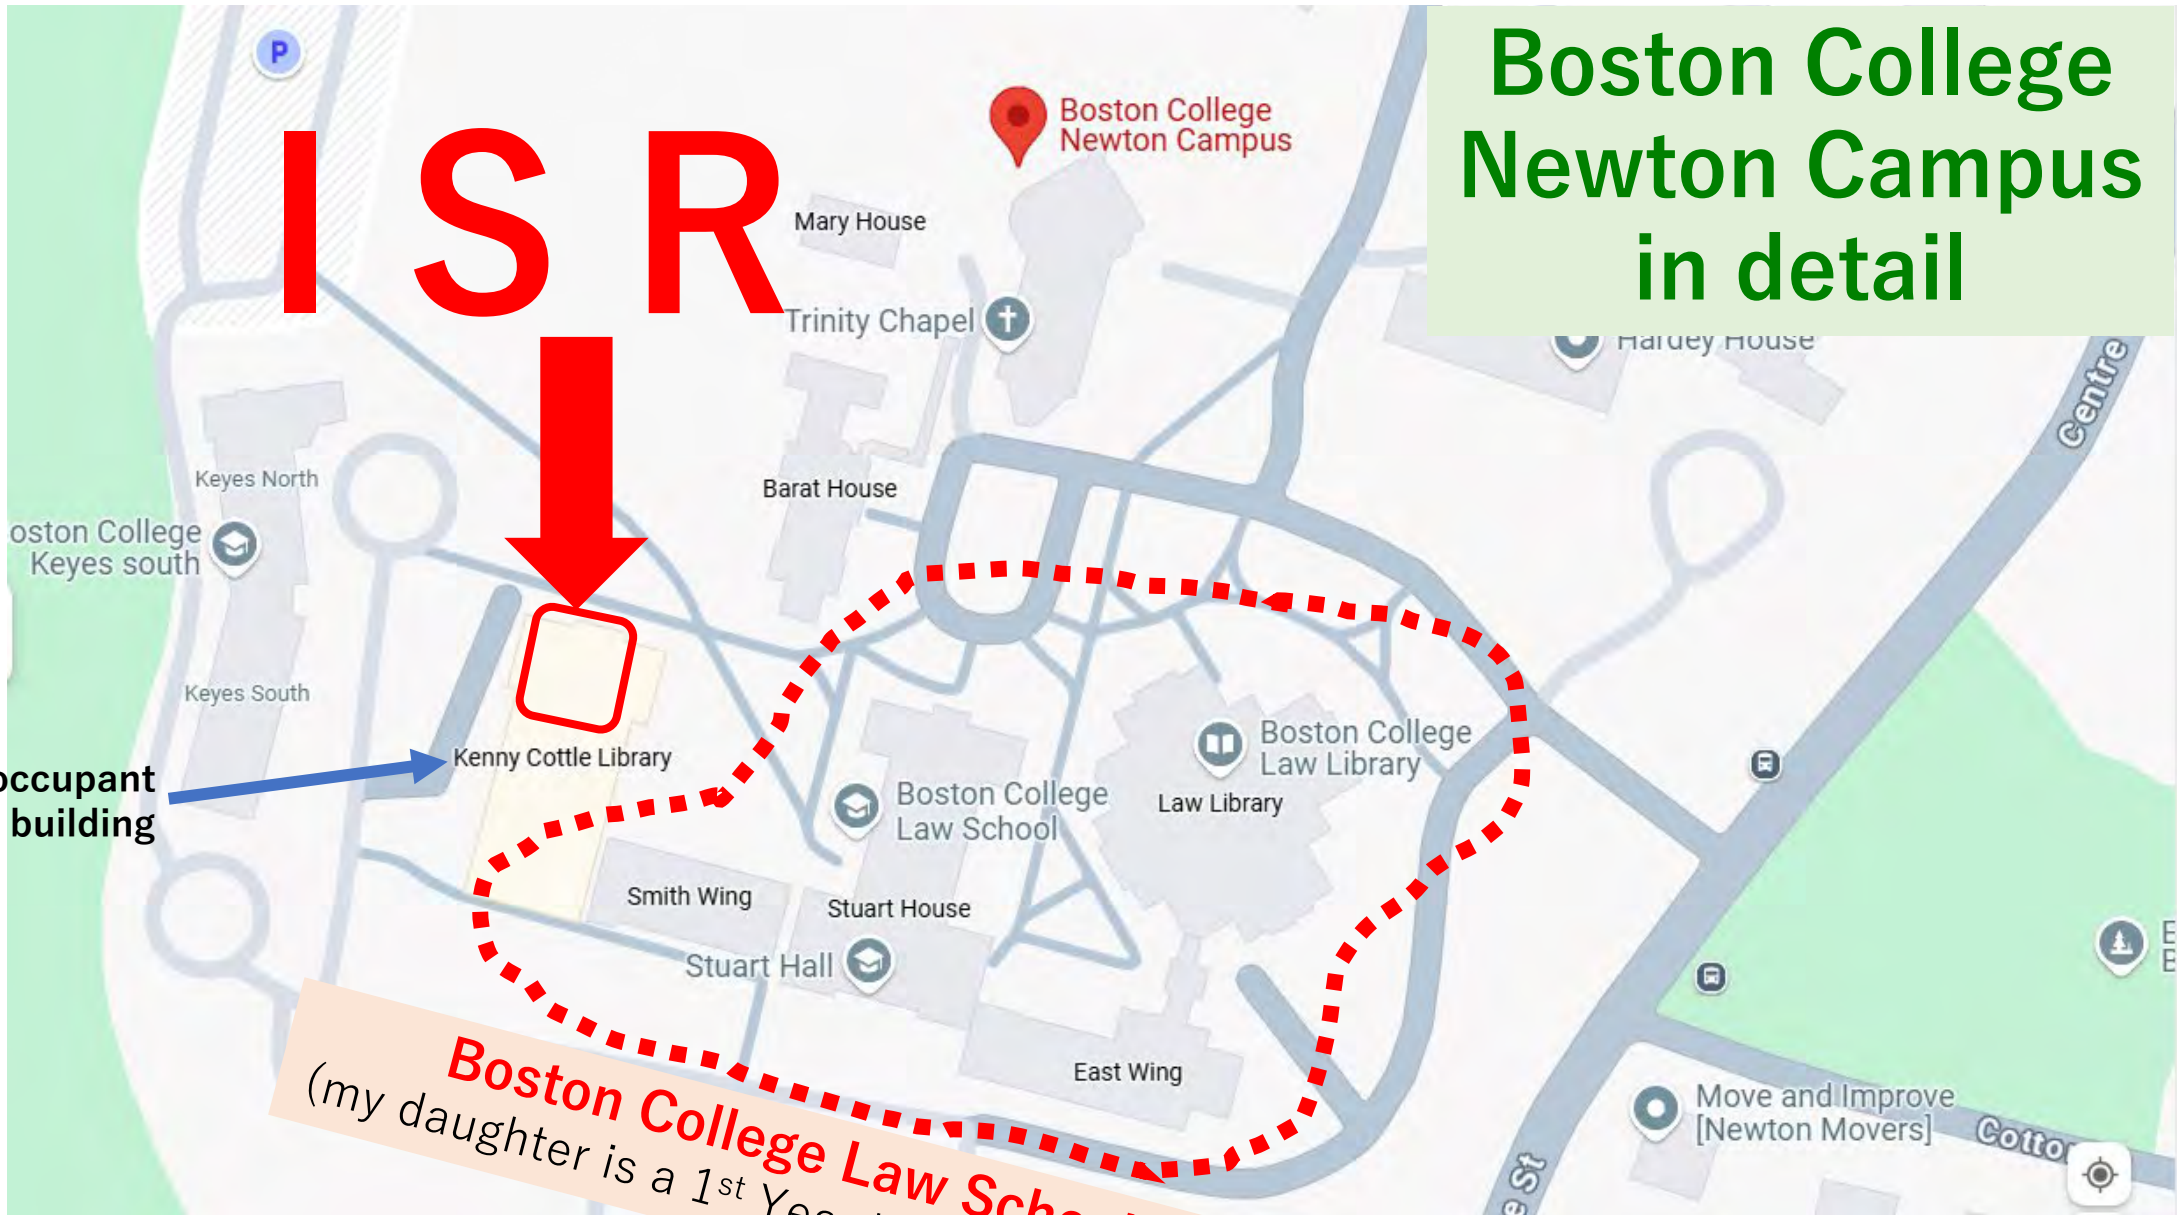 Boston College
Newton Campus
in detail
P
I S R
Boston College
Newton Campus
Mary House
Trinity Chapel
Hardey House
Centre
Keyes North
Barat House
oston College
Keyes south
Keyes South
Kenny Cottle Library
occupant
building
Boston College
Law Library
Law Library
Boston College
Law School
Smith Wing
Stuart House
Stuart Hall
East Wing
Boston College Law School
(my daughter is a 1st
Move and Improve
[Newton Movers]
Cotto
e St
E